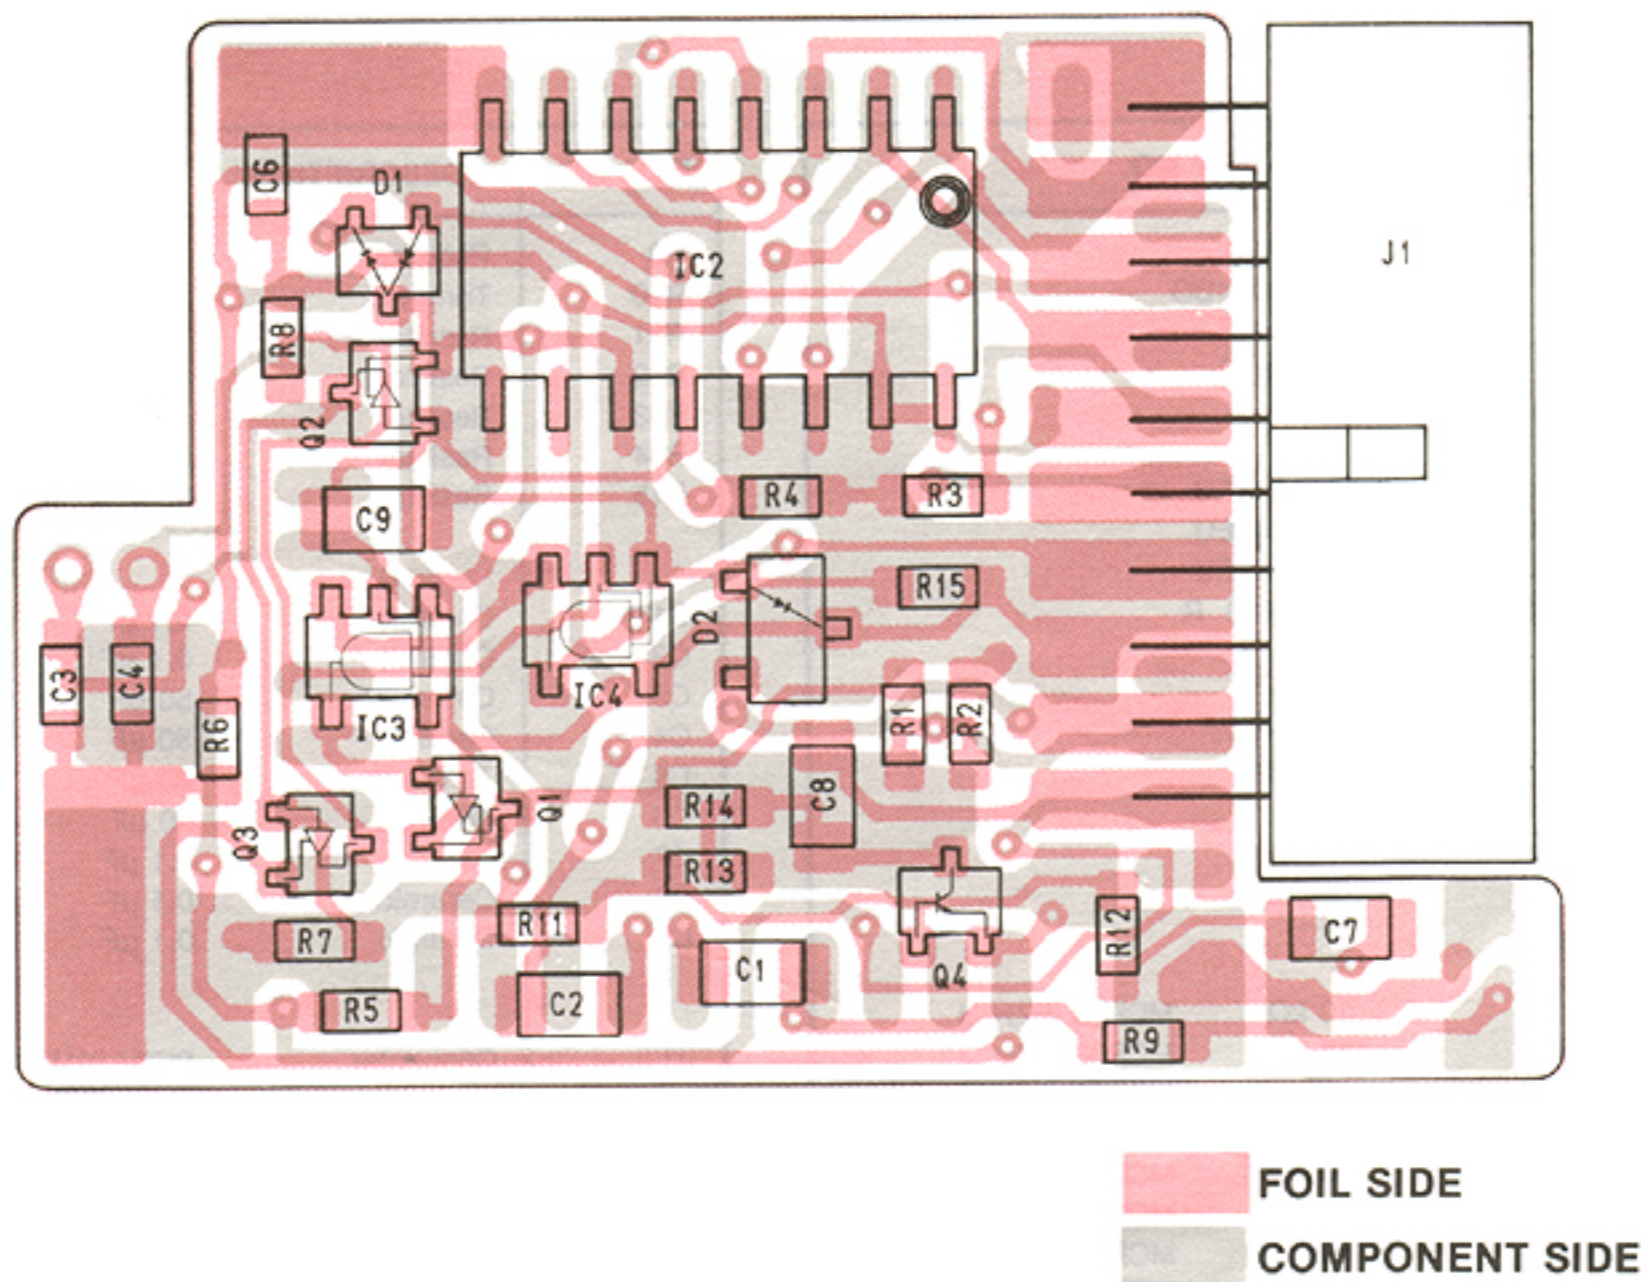 C6
D1
IC2
J1
R8
Q2
C9
R4
R3
R15
D2
C3
C4
R6
IC3
IC4
R1
R2
Q3
Q1
R14
C8
R13
R7
R11
R12
C7
C1
Q4
R5
C2
R9
FOIL SIDE
COMPONENT SIDE